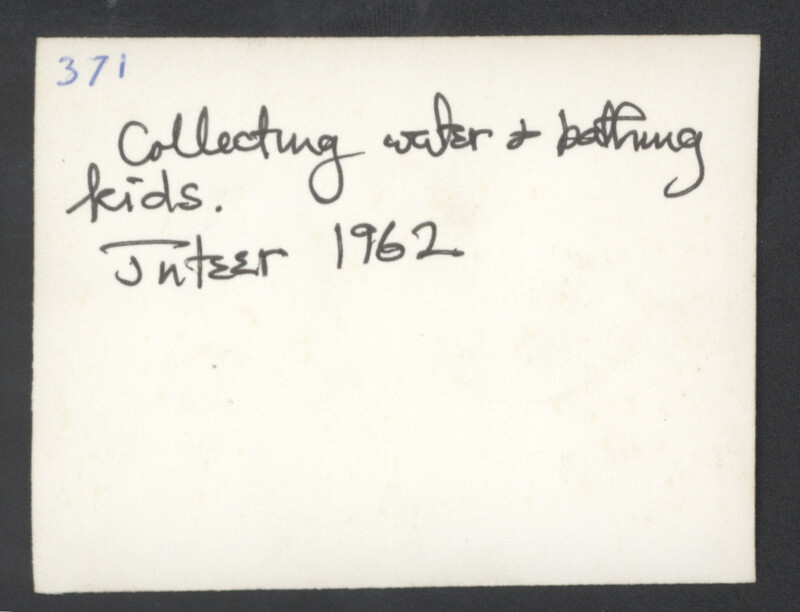 371
Collecting water & bathing
kids.
Jnteer 1962